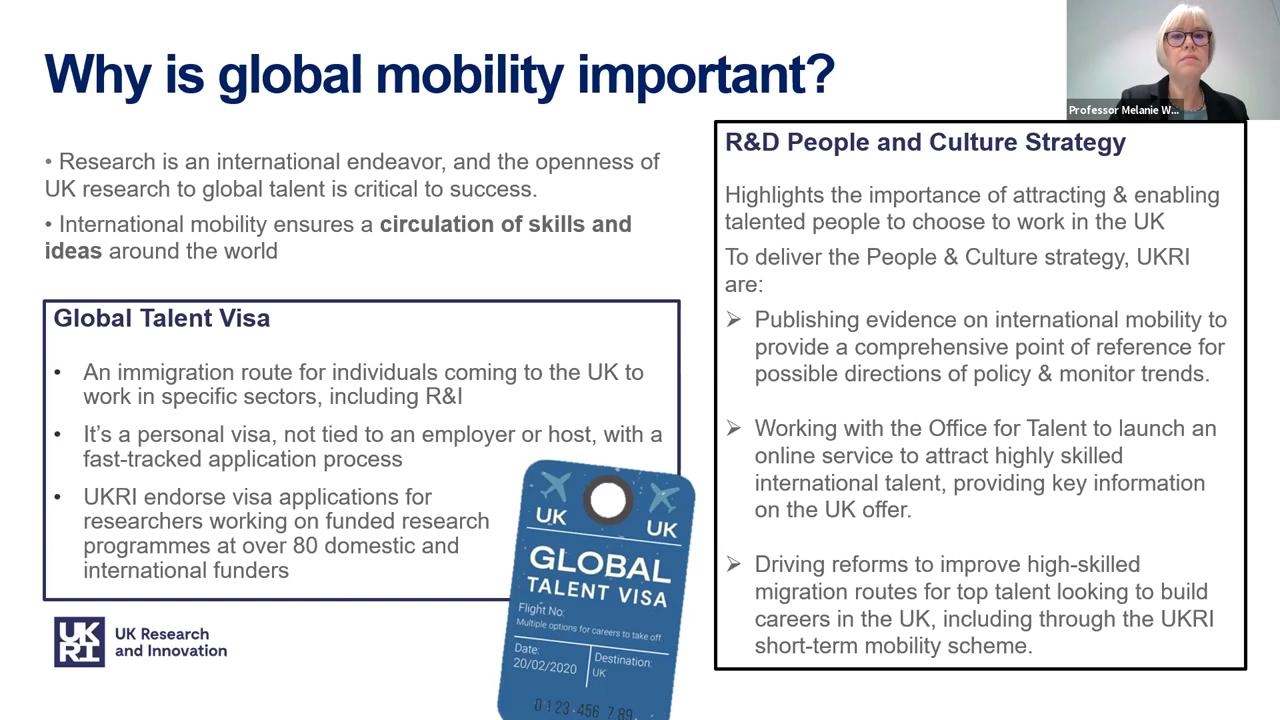 Why is global mobility important?
Professor Melanie W...
• Research is an international endeavor, and the openness of
UK research to global talent is critical to success.
• International mobility ensures a circulation of skills and
ideas around the world
Global Talent Visa
• An immigration route for individuals coming to the UK to
work in specific sectors, including R&I
• It’s a personal visa, not tied to an employer or host, with a
fast-tracked application process
• UKRI endorse visa applications for
researchers working on funded research
programmes at over 80 domestic and
international funders
UK
RI
UK Research
and Innovation
UK
UK
GLOBAL
TALENT VISA
Flight No:
Multiple options for careers to take off
Date:
20/02/2020
Destination:
UK
0123 456 789
R&D People and Culture Strategy
Highlights the importance of attracting & enabling
talented people to choose to work in the UK
To deliver the People & Culture strategy, UKRI
are:
➢ Publishing evidence on international mobility to
provide a comprehensive point of reference for
possible directions of policy & monitor trends.
➢ Working with the Office for Talent to launch an
online service to attract highly skilled
international talent, providing key information
on the UK offer.
➢ Driving reforms to improve high-skilled
migration routes for top talent looking to build
careers in the UK, including through the UKRI
short-term mobility scheme.